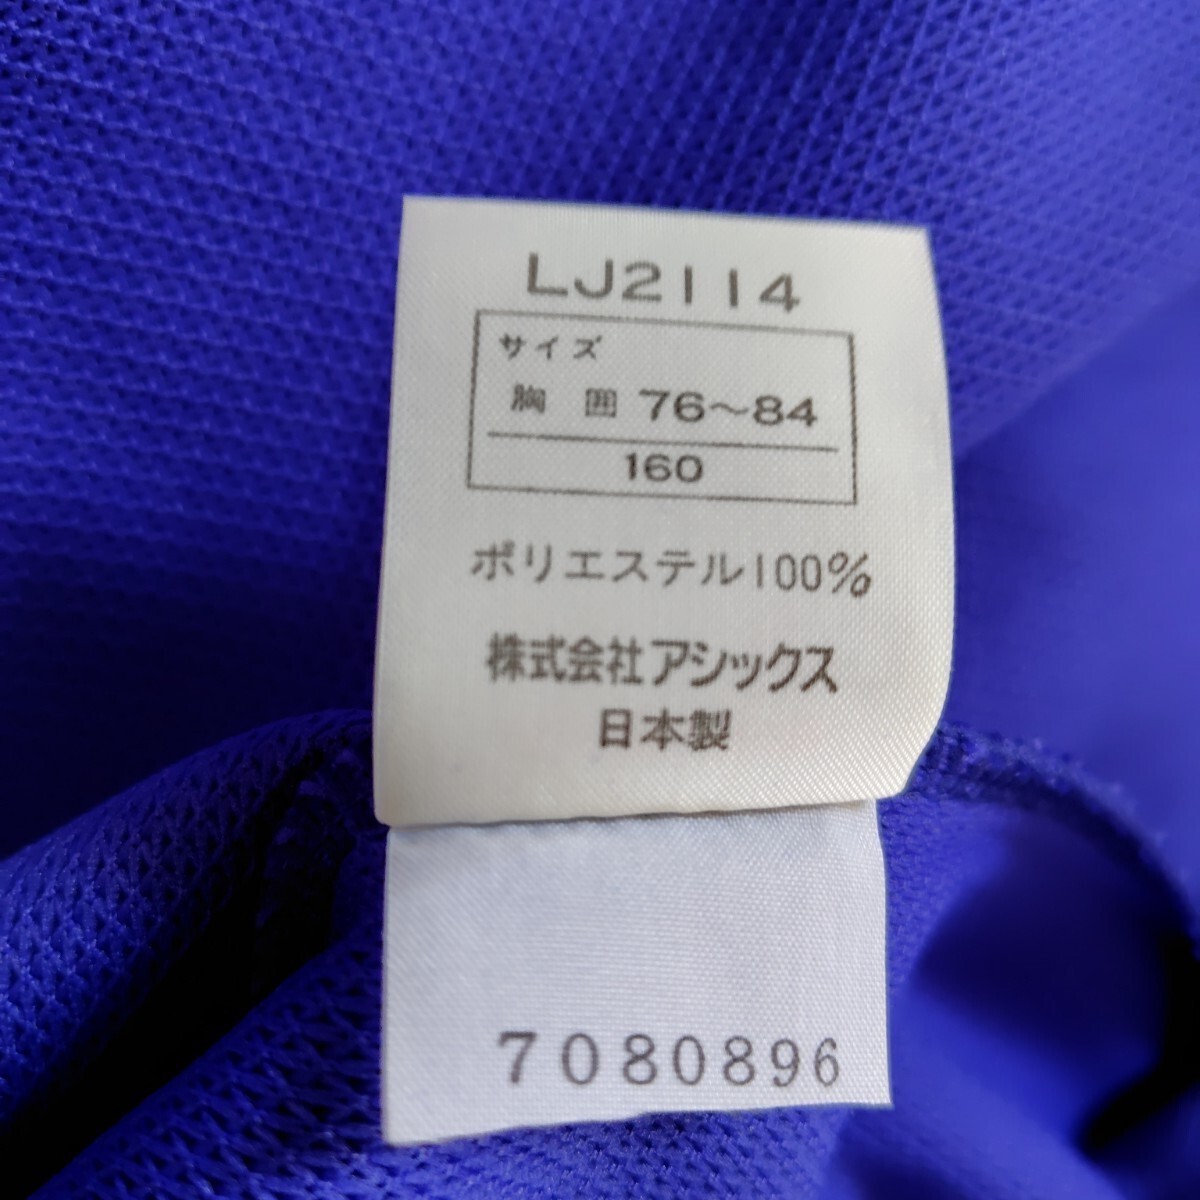 LJ2114
サイズ
胸囲 76～84
160
ポリエステル100%
株式会社アシックス
日本製
7080896